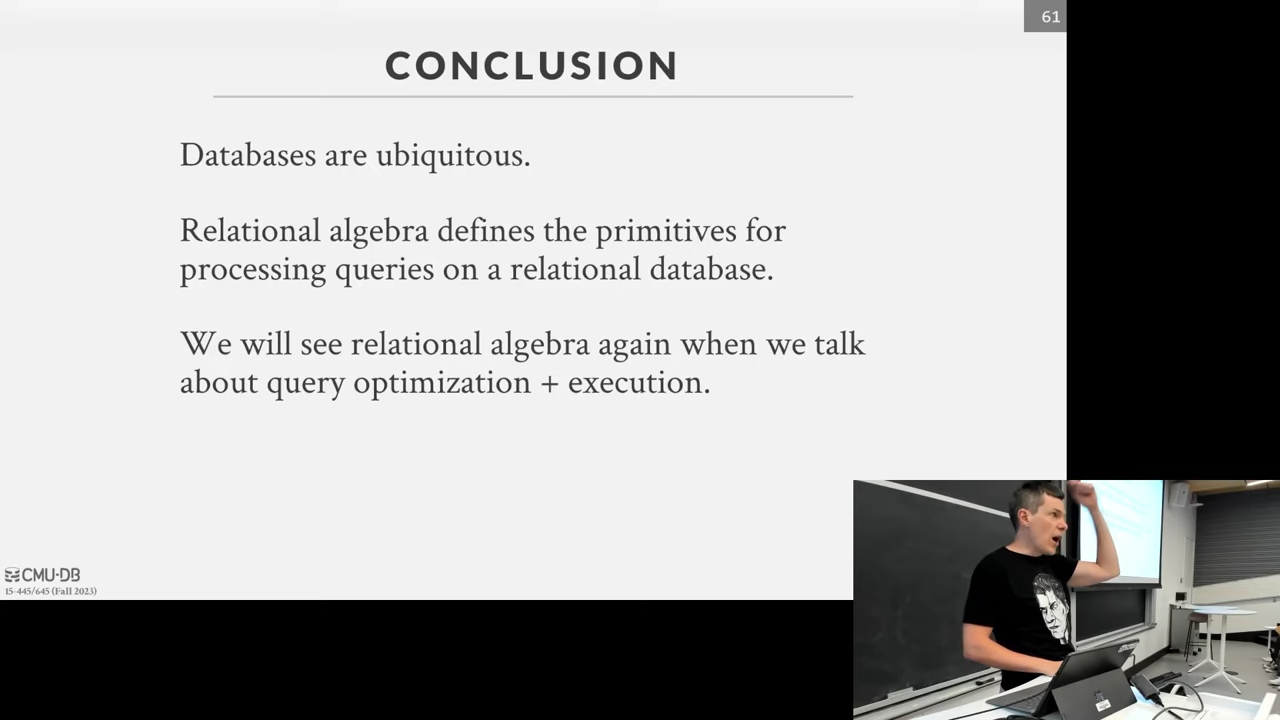 61
CONCLUSION
Databases are ubiquitous.
Relational algebra defines the primitives for
processing queries on a relational database.
We will see relational algebra again when we talk
about query optimization + execution.
CMU·DB
15-445/645 (Fall 2023)